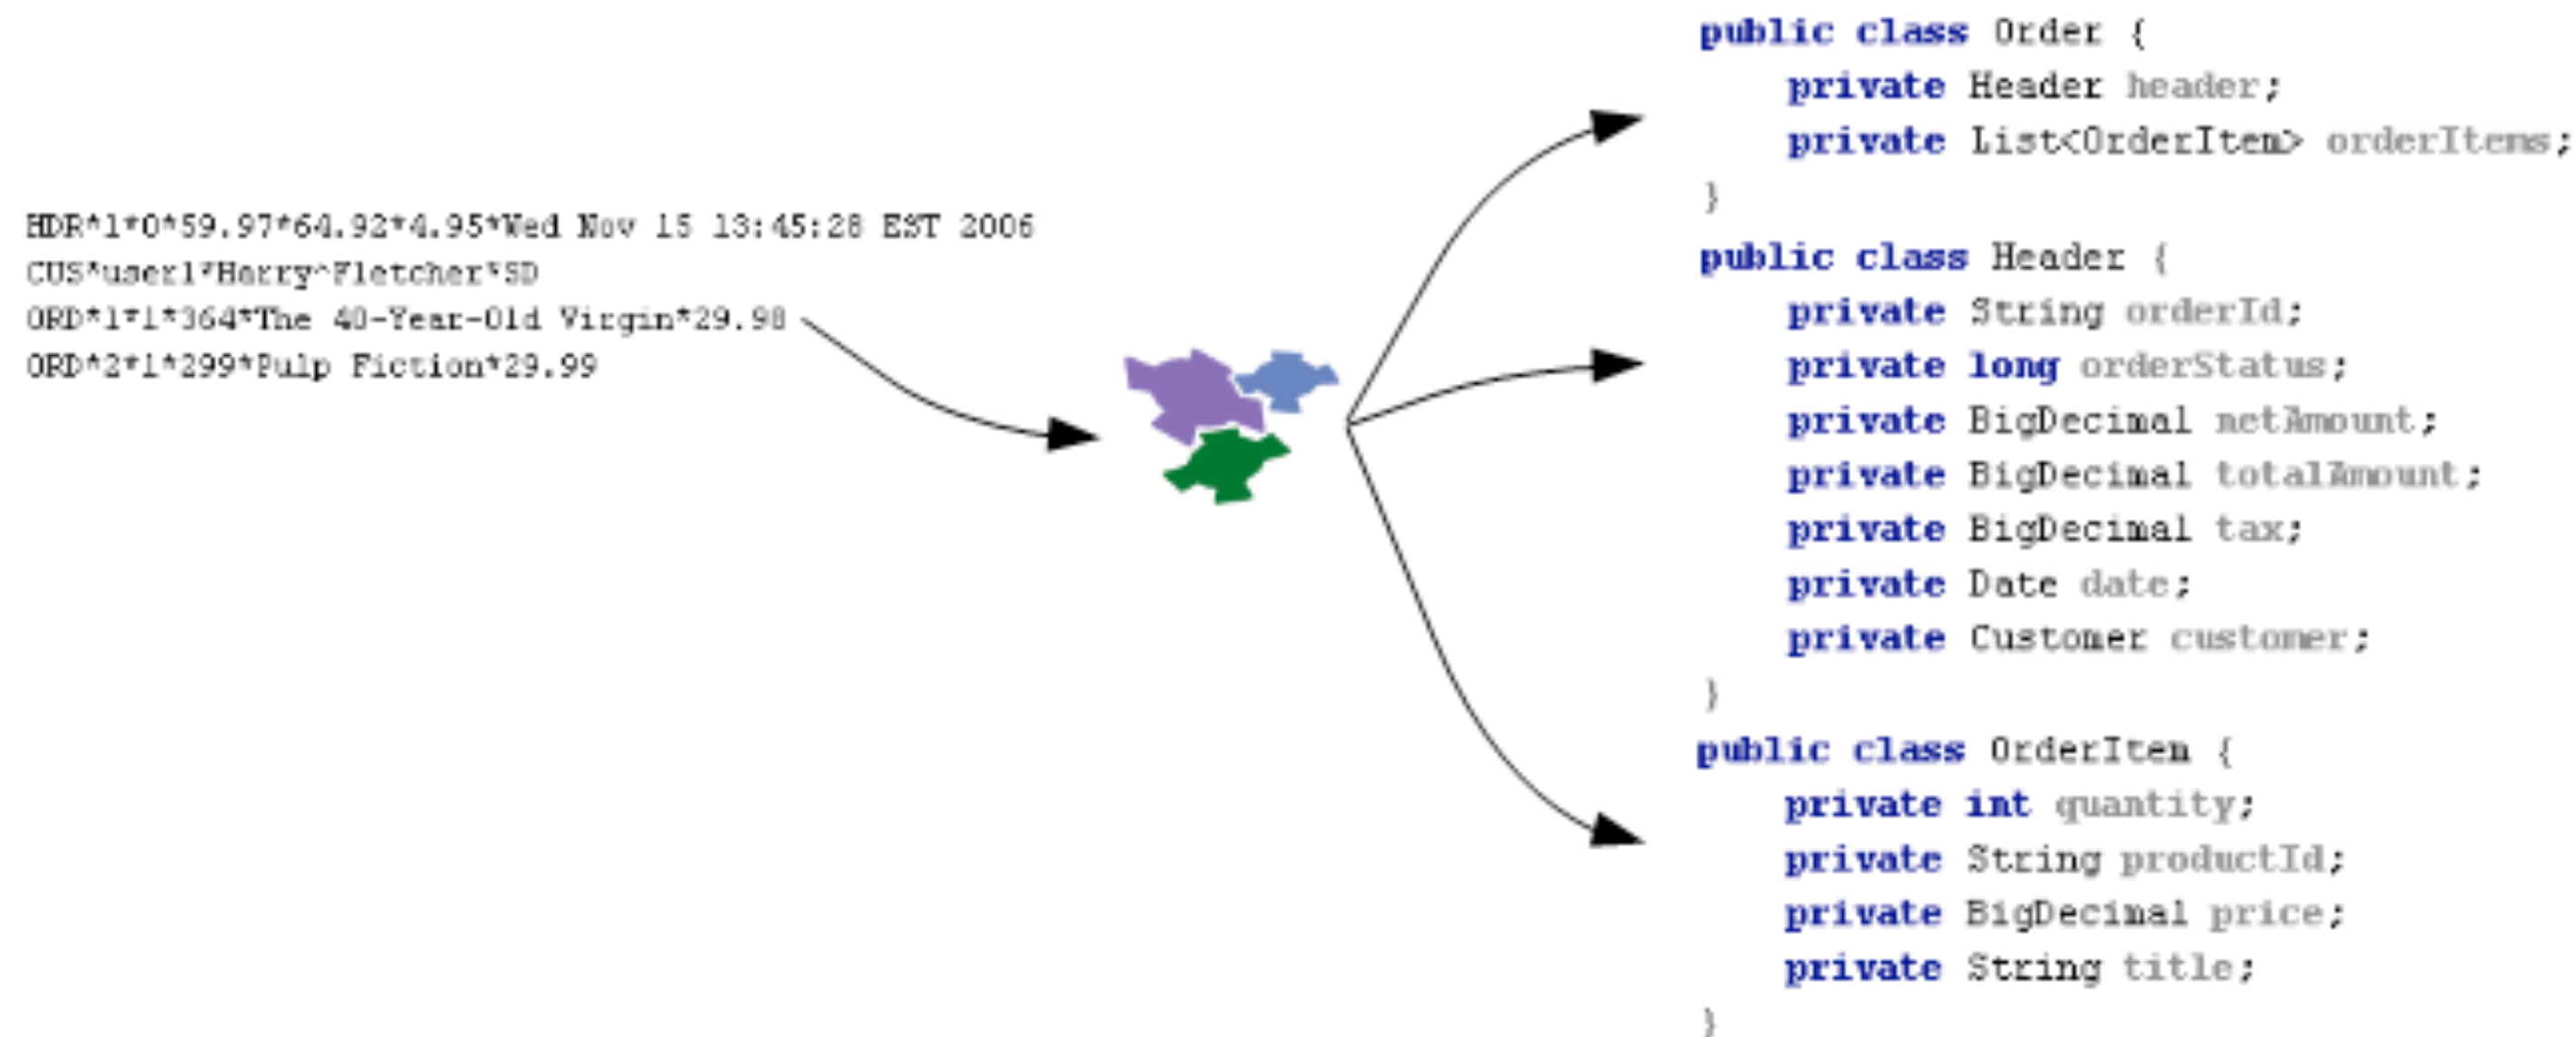 HDR*1*0*59.97*64.92*4.95*Wed Nov 15 13:45:28 EST 2006
CUS*user1*Harry^Fletcher*SD
ORD*1*1*364*The 40-Year-Old Virgin*29.98
ORD*2*1*299*Pulp Fiction*29.99
public class Order {
private Header header;
private List<OrderItem> orderItems;
}
public class Header {
private String orderId;
private long orderStatus;
private BigDecimal netAmount;
private BigDecimal totalAmount;
private BigDecimal tax;
private Date date;
private Customer customer;
}
public class OrderItem {
private int quantity;
private String productId;
private BigDecimal price;
private String title;
}